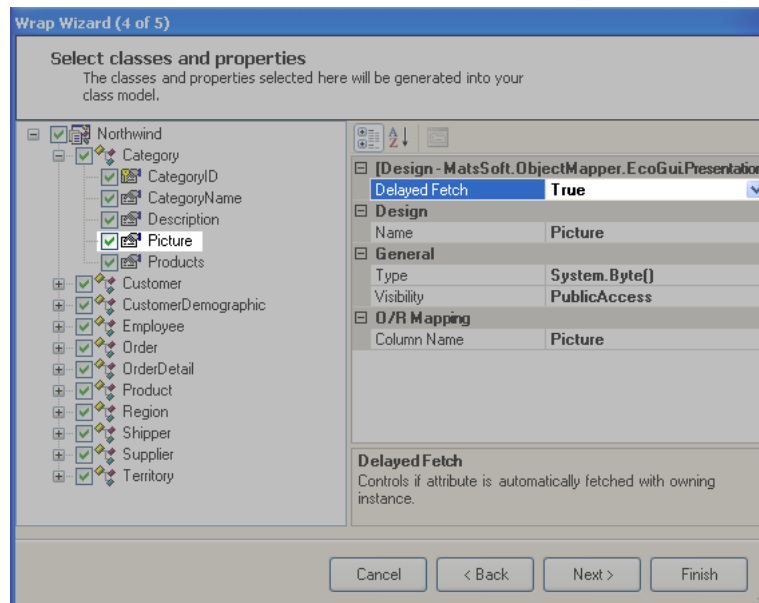 Wrap Wizard (4 of 5)
Select classes and properties
The classes and properties selected here will be generated into your
class model.
Northwind
Category
CategoryID
CategoryName
Description
Picture
Products
Customer
CustomerDemographic
Employee
Order
OrderDetail
Product
Region
Shipper
Supplier
Territory
[Design - MatsSoft.ObjectMapper.EcoGui.Presentation
Delayed Fetch True
Design
Name Picture
General
Type System.Byte[]
Visibility PublicAccess
O/R Mapping
Column Name Picture
Delayed Fetch
Controls if attribute is automatically fetched with owning
instance.
Cancel < Back Next > Finish